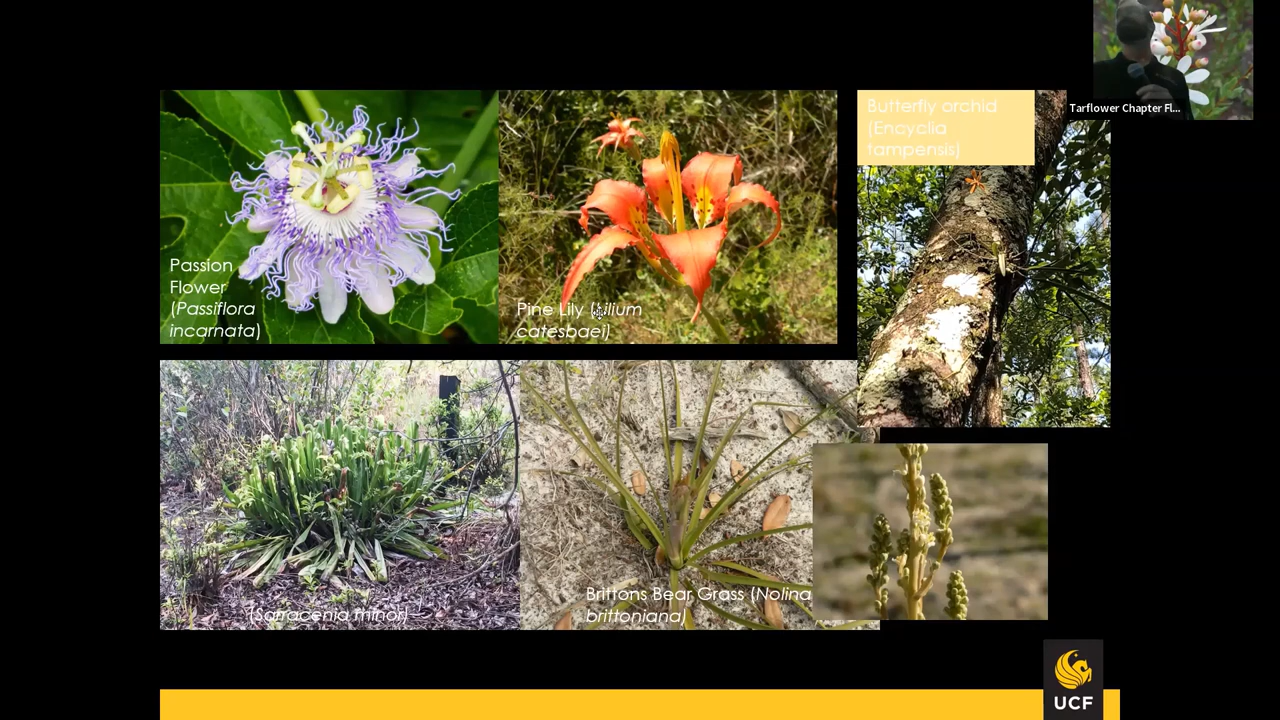 Tarflower Chapter Fl...
Butterfly orchid
(Encyclia
tampensis)
Passion
Flower
(Passiflora
incarnata)
Pine Lily (Lilium
catesbaei)
(Sarracenia minor)
Brittons Bear Grass (Nolina
brittoniana)
UCF